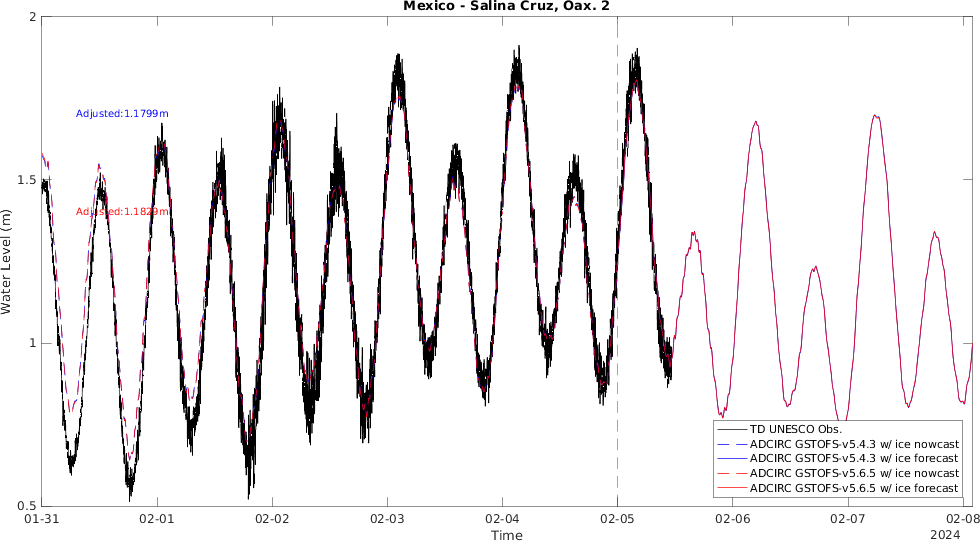 Mexico - Salina Cruz, Oax. 2
Water Level (m)
2
1.5
1
0.5
Adjusted:1.1799m
Adjusted:1.1829m
TD UNESCO Obs.
ADCIRC GSTOFS-v5.4.3 w/ ice nowcast
ADCIRC GSTOFS-v5.4.3 w/ ice forecast
ADCIRC GSTOFS-v5.6.5 w/ ice nowcast
ADCIRC GSTOFS-v5.6.5 w/ ice forecast
01-31 02-01 02-02 02-03 02-04 02-05 02-06 02-07 02-08
Time
2024